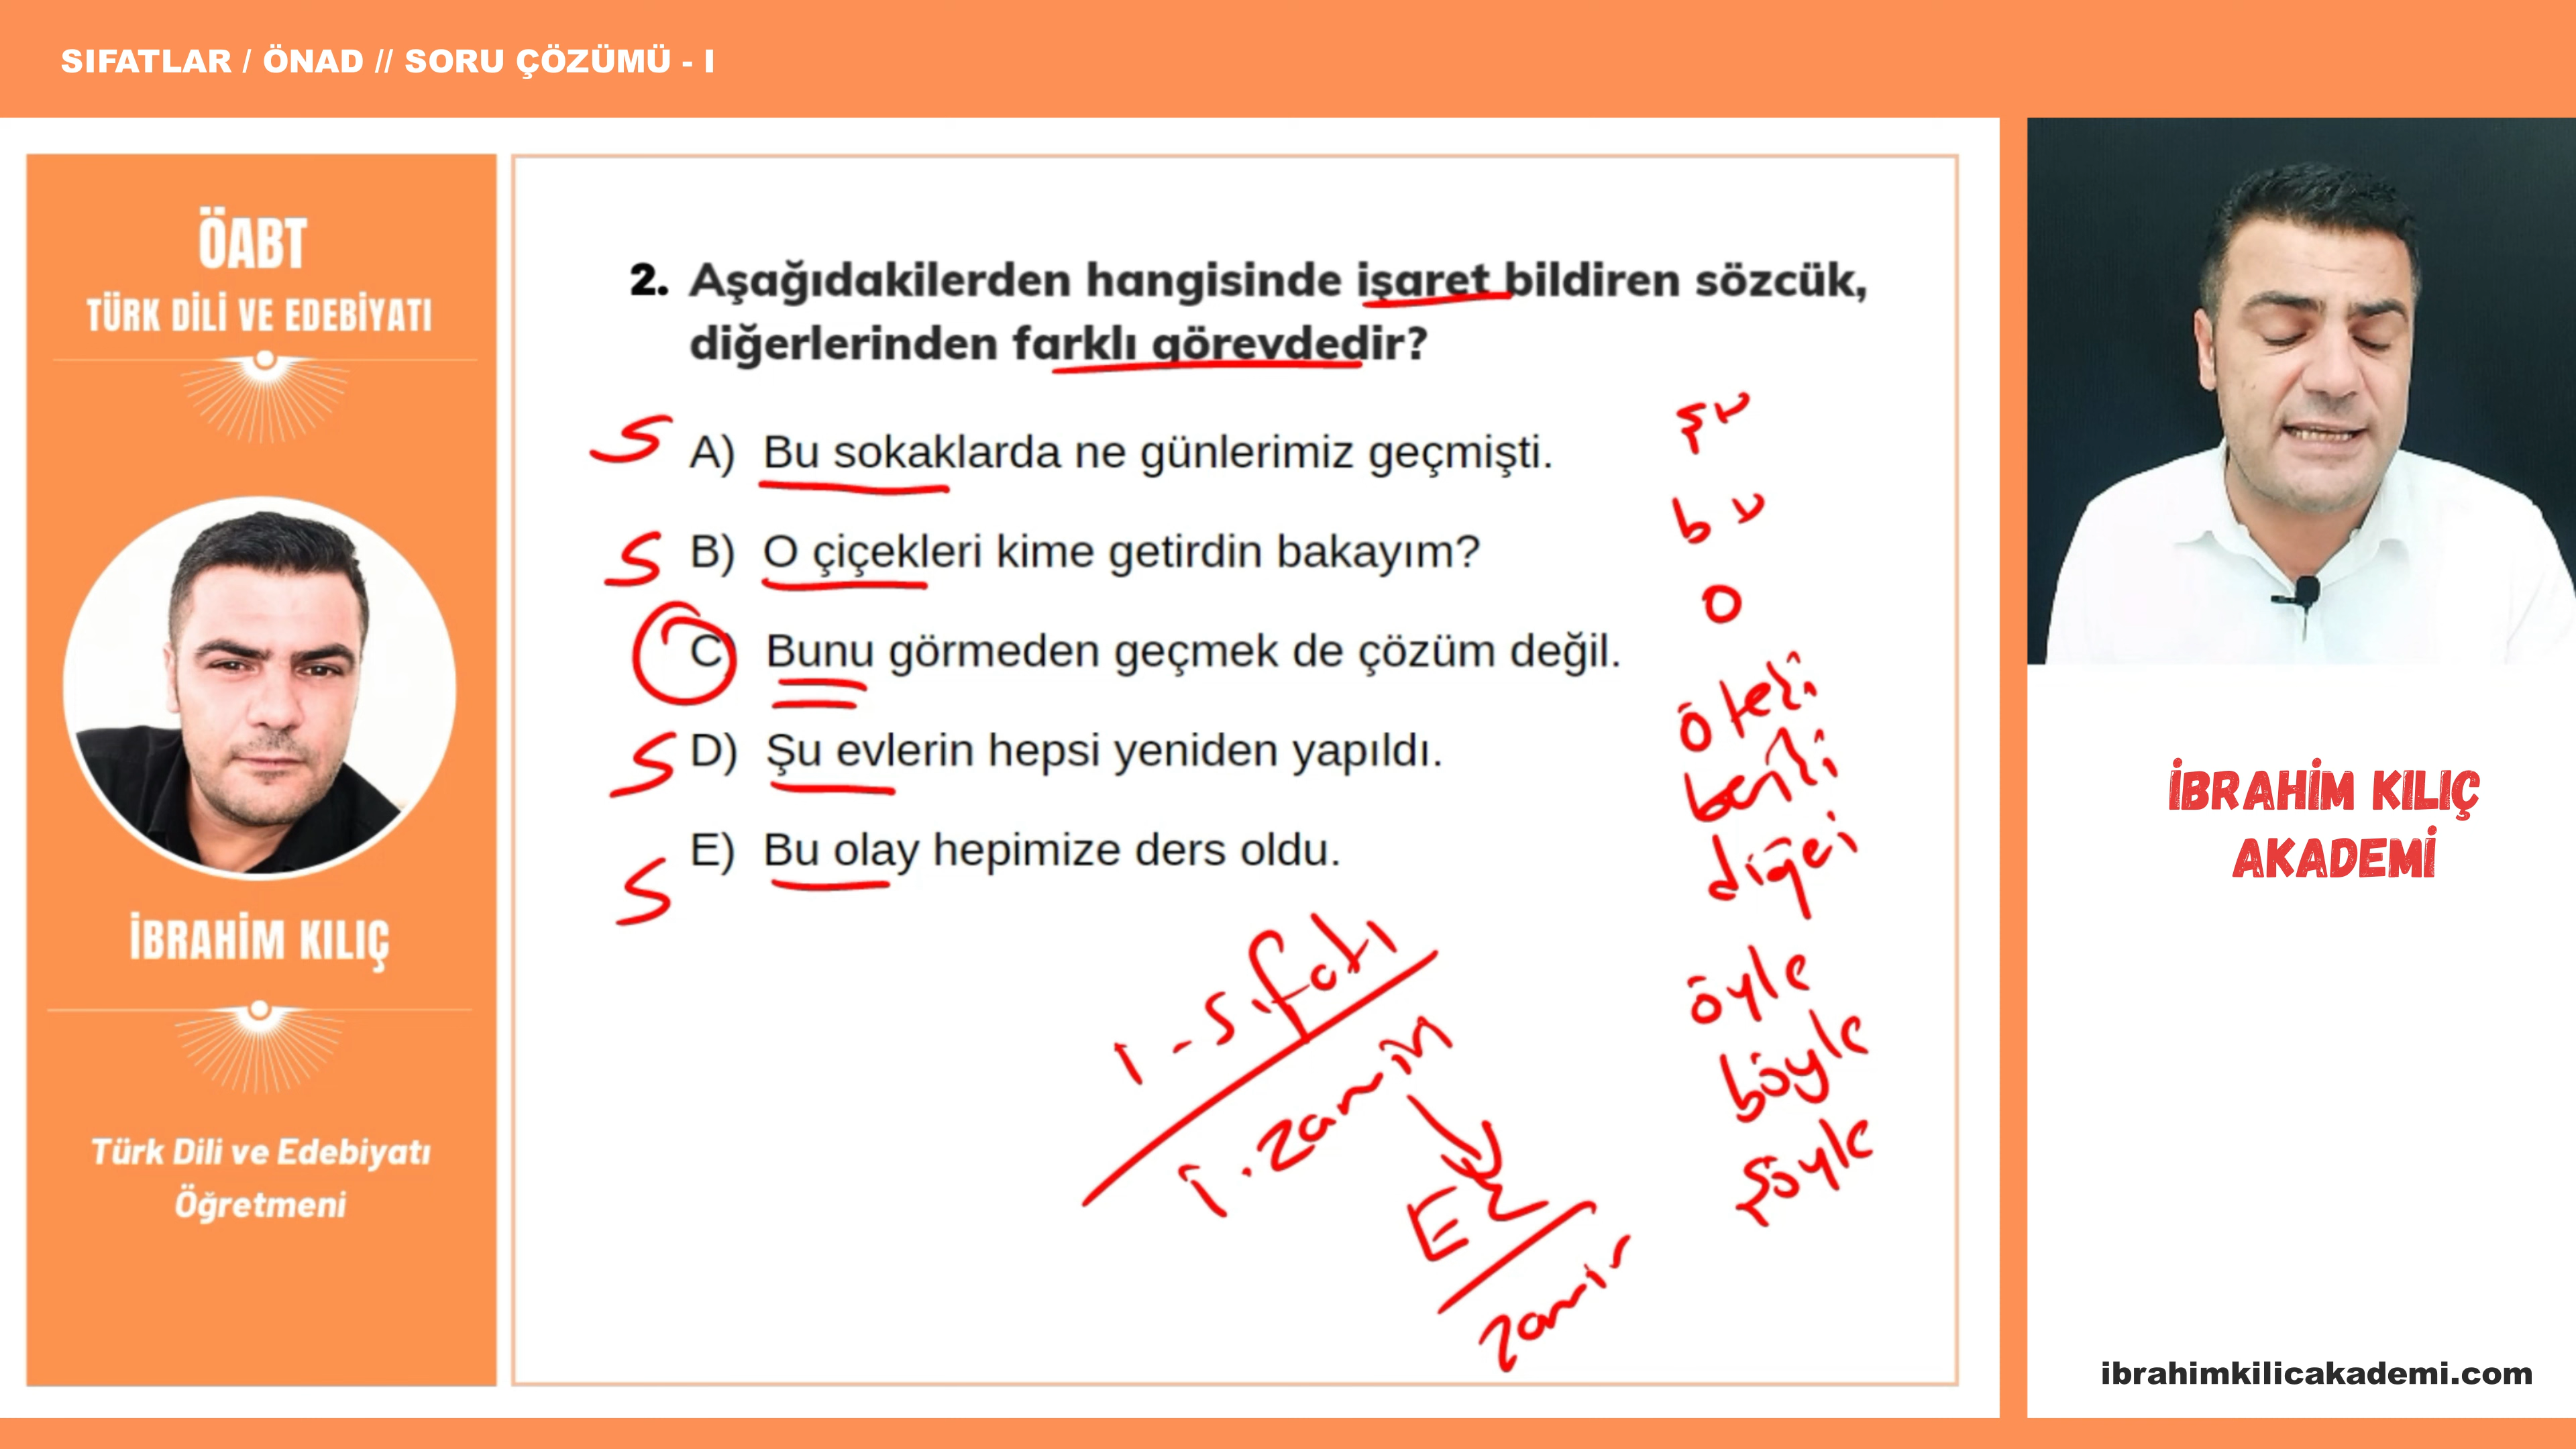 SIFATLAR / ÖNAD // SORU ÇÖZÜMÜ - I
ÖABT
TÜRK DİLİ VE EDEBİYATI
İBRAHİM KILIÇ
Türk Dili ve Edebiyatı
Öğretmeni
2. Aşağıdakilerden hangisinde işaret bildiren sözcük,
diğerlerinden farklı görevdedir?
S A) Bu sokaklarda ne günlerimiz geçmişti.
S B) O çiçekleri kime getirdin bakayım?
C) Bunu görmeden geçmek de çözüm değil.
S D) Şu evlerin hepsi yeniden yapıldı.
S E) Bu olay hepimize ders oldu.
şu
bu
o
öteki
beriki
diğer
öyle
böyle
şöyle
i-sıfatı
i.zamir
E
zamir
İBRAHİM KILIÇ
AKADEMİ
ibrahimkilicakademi.com